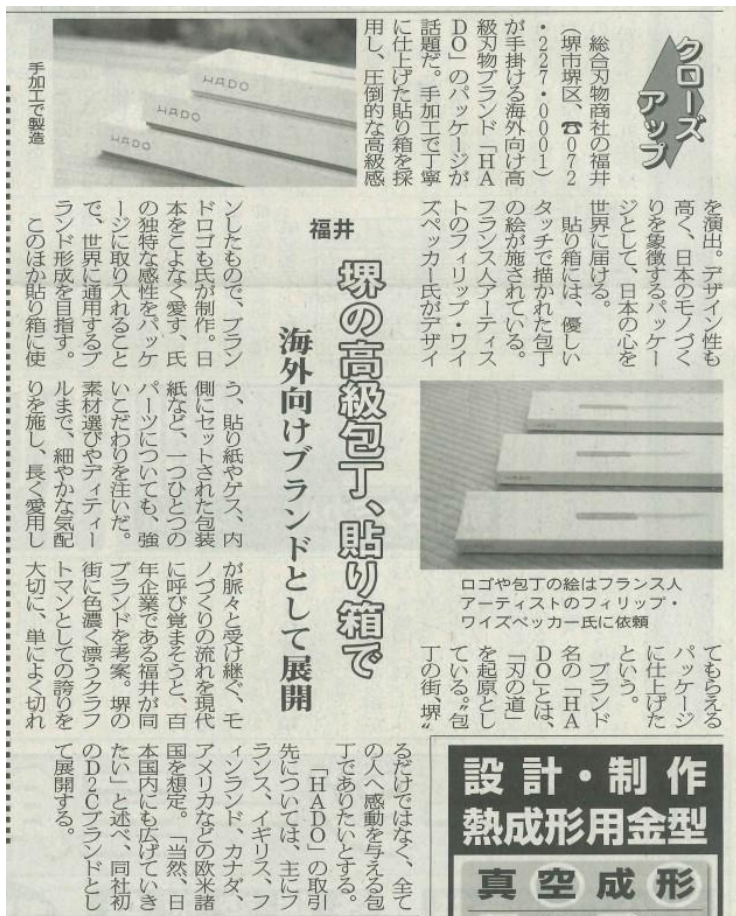 クローズ
アップ
総合刃物商社の福井
(堺市堺区、☎072
・227・0001)
が手掛ける海外向け高
級刃物ブランド「HA
DO」のパッケージが
話題だ。手加工で丁寧
に仕上げた貼り箱を採
用し、圧倒的な高級感
HADO
HADO
HADO
手加工で製造
を演出。デザイン性も
高く、日本のモノづく
りを象徴するパッケー
ジとして、日本の心を
世界に届ける。
貼り箱には、優しい
タッチで描かれた包丁
の絵が施されている。
フランス人アーティス
トのフィリップ・ワイ
ズベッカー氏がデザイ
福井
堺の高級包丁、貼り箱で
海外向けブランドとして展開
ンしたもので、ブラン
ドロゴも氏が制作。日
本をこよなく愛す、氏
の独特な感性をパッケ
ージに取り入れること
で、世界に通用するブ
ランド形成を目指す。
このほか貼り箱に使
う、貼り紙やゲス、内
側にセットされた包装
紙など、一つひとつの
パーツについても、強
いこだわりを注いだ。
素材選びやディティー
ルまで、細やかな気配
りを施し、長く愛用し
ロゴや包丁の絵はフランス人
アーティストのフィリップ・
ワイズベッカー氏に依頼
てもらえる
パッケージ
に仕上げた
という。
ブランド
名の「HA
DO」とは、
「刃の道」
を起原とし
ている。“包
丁の街、堺”
が脈々と受け継ぐ、モ
ノづくりの流れを現代
に呼び覚まそうと、百
年企業である福井が同
ブランドを考案。堺の
街に色濃く漂うクラフ
トマンとしての誇りを
大切に、単によく切れ
るだけではなく、全て
の人へ感動を与える包
丁でありたいとする。
「HADO」の取引
先については、主にフ
ランス、イギリス、フ
ィンランド、カナダ、
アメリカなどの欧米諸
国を想定。「当然、日
本国内にも広げていき
たい」と述べ、同社初
のD2Cブランドとし
て展開する。
設計・制作
熱成形用金型
真空成形